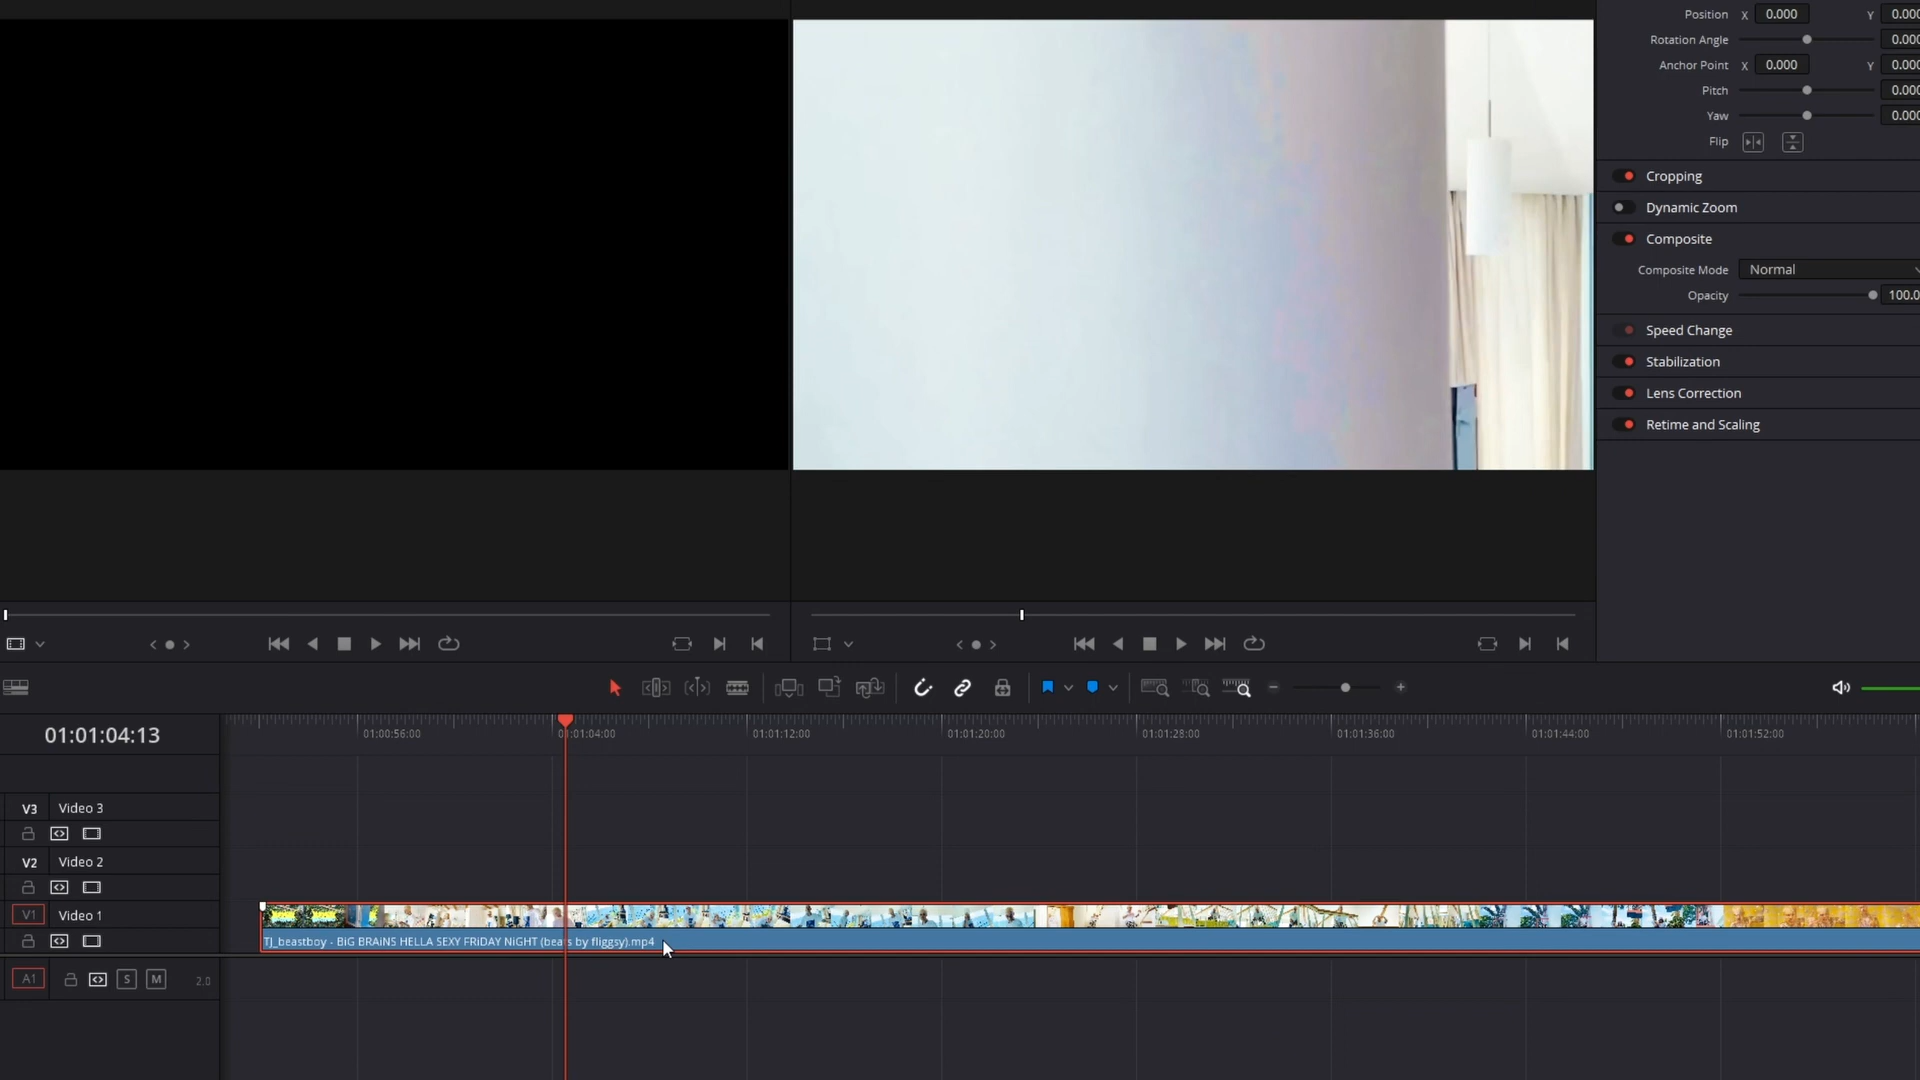 Position X 0.000 Y 0.000
Rotation Angle 0.000
Anchor Point X 0.000 Y 0.000
Pitch 0.000
Yaw 0.000
Flip
Cropping
Dynamic Zoom
Composite
Composite Mode Normal
Opacity 100.0
Speed Change
Stabilization
Lens Correction
Retime and Scaling
01:01:04:13
01:00:56:00 01:01:04:00 01:01:12:00 01:01:20:00 01:01:28:00 01:01:36:00 01:01:44:00 01:01:52:00
V3 Video 3
V2 Video 2
V1 Video 1
TJ_beastboy - BiG BRAiNS HELLA SEXY FRiDAY NiGHT (beats by fliggsy).mp4
A1 S M 2.0